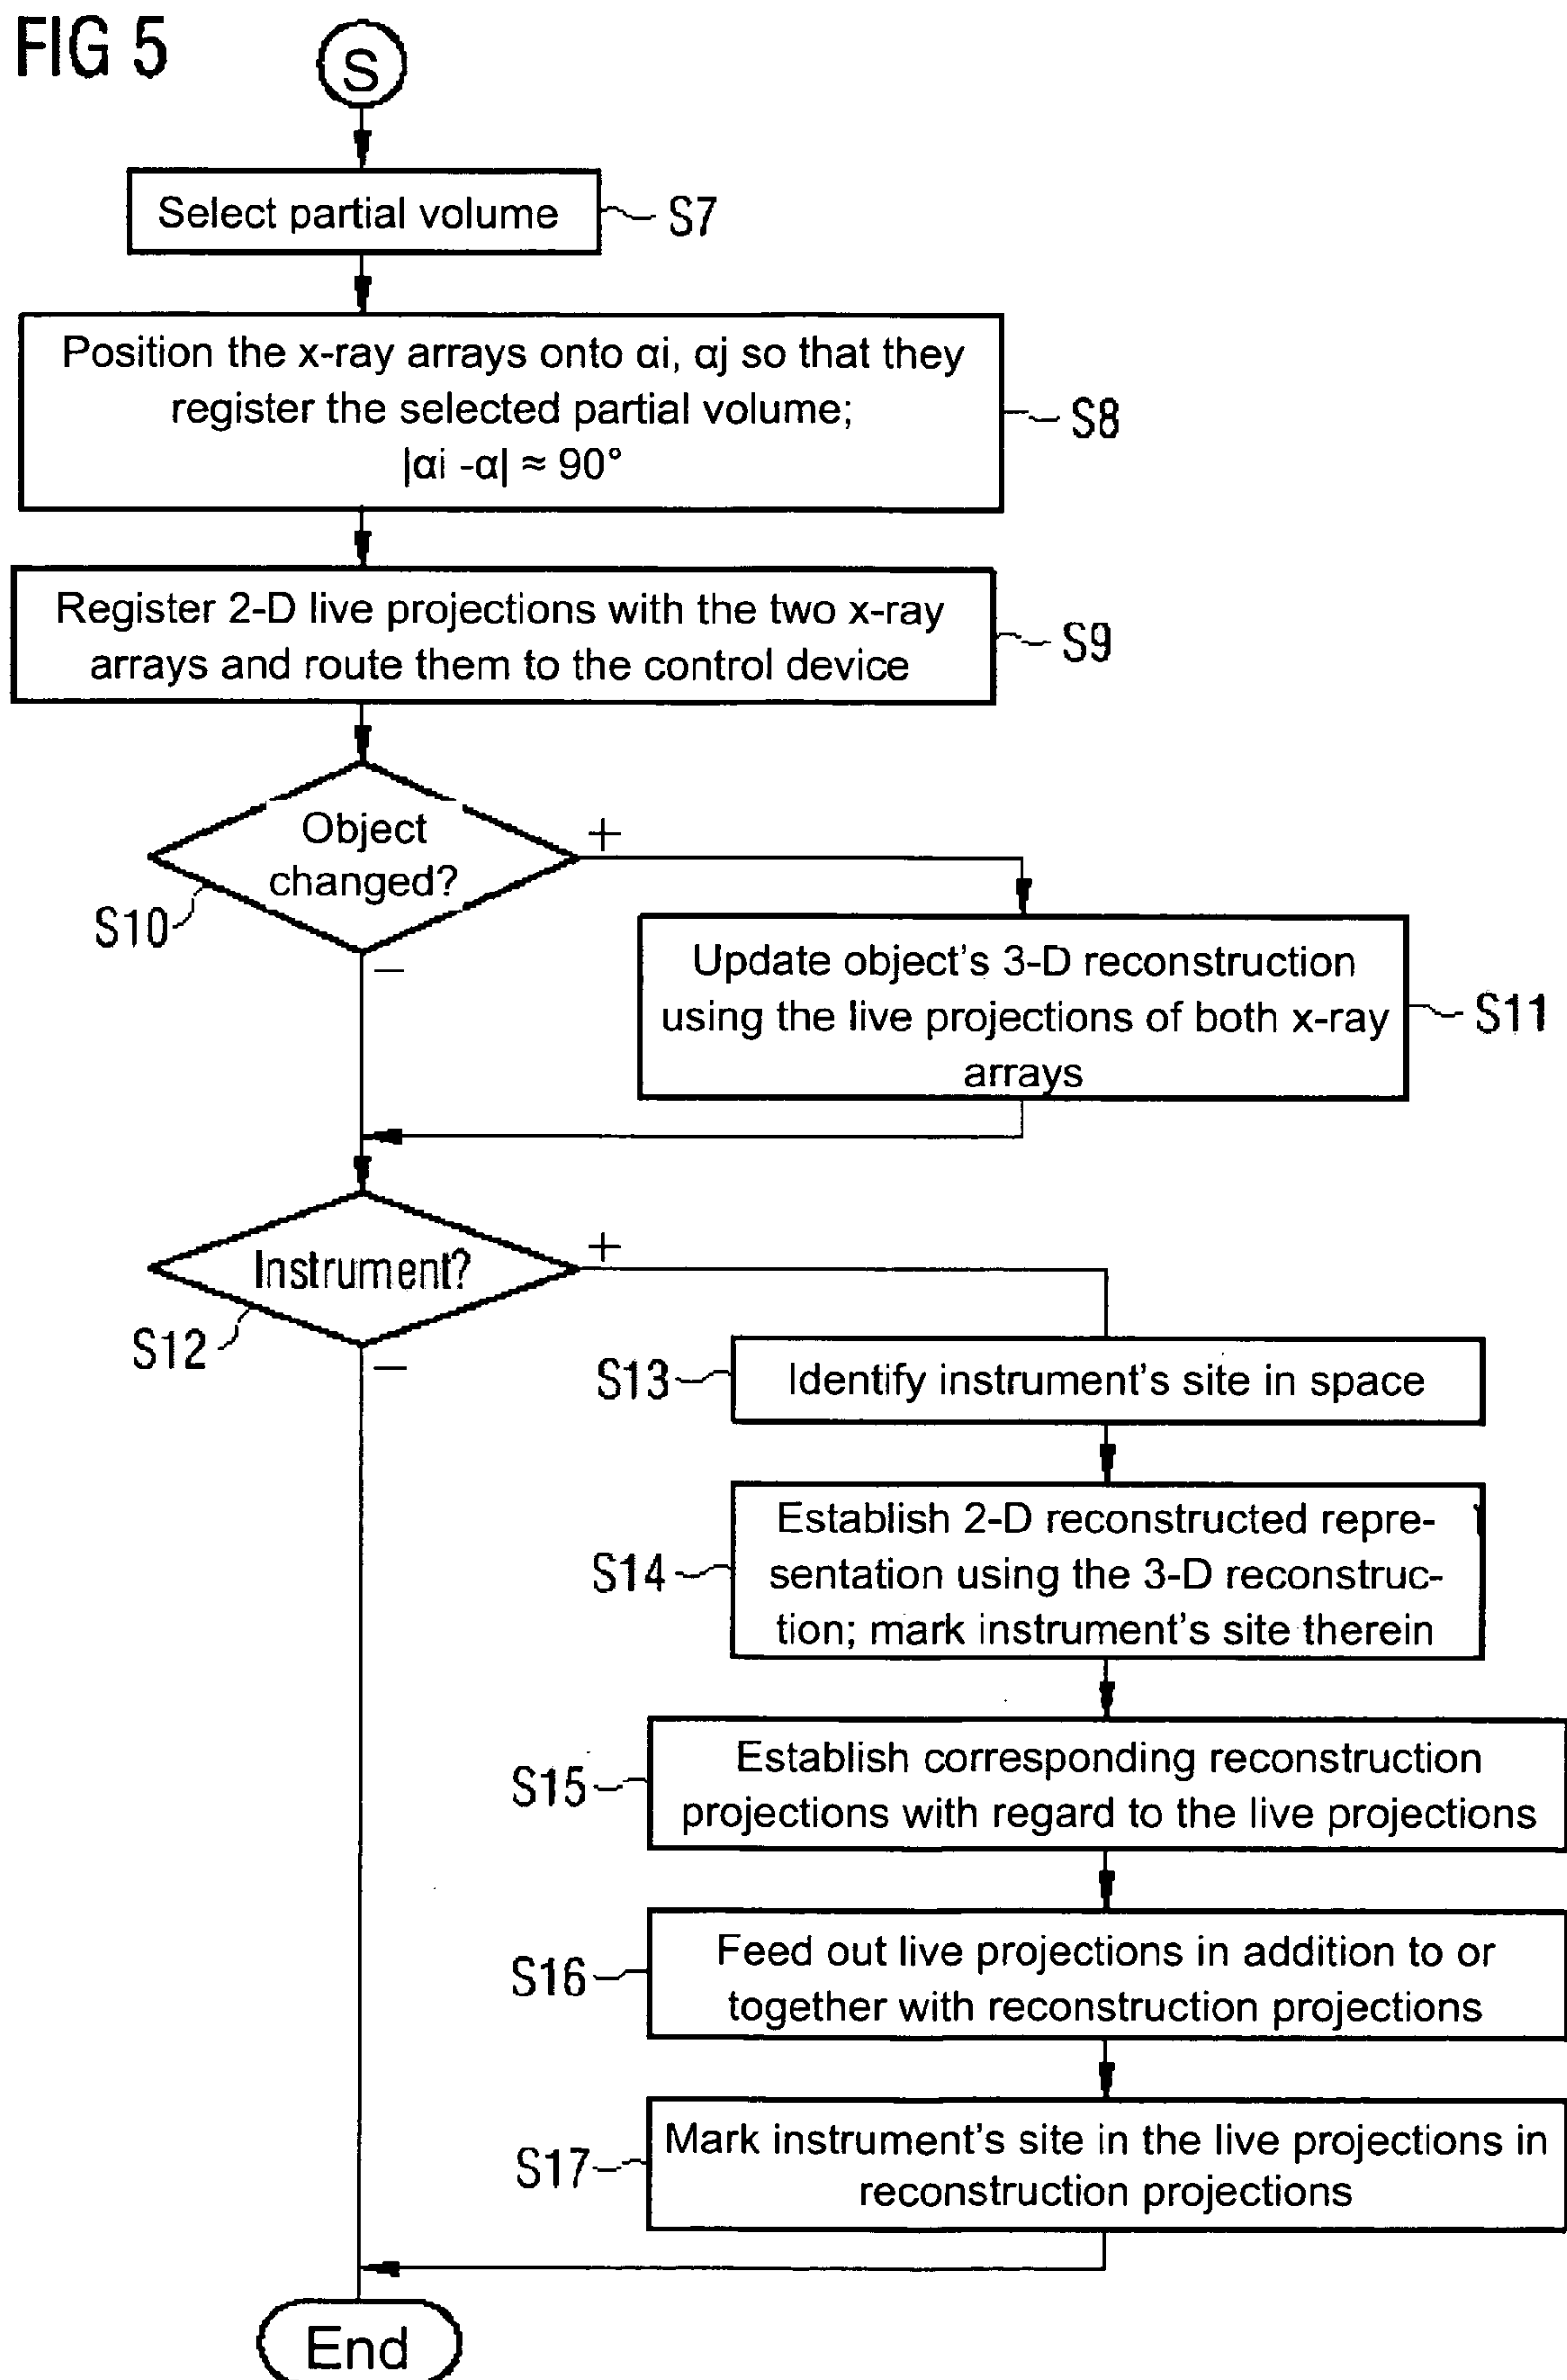 FIG 5
S
Select partial volume
S7
Position the x-ray arrays onto αi, αj so that they
register the selected partial volume;
|αi -α| ≈ 90°
S8
Register 2-D live projections with the two x-ray
arrays and route them to the control device
S9
Object
changed?
+
S10
–
Update object's 3-D reconstruction
using the live projections of both x-ray
arrays
S11
Instrument?
+
S12
–
S13
Identify instrument's site in space
Establish 2-D reconstructed repre-
sentation using the 3-D reconstruc-
tion; mark instrument's site therein
S14
Establish corresponding reconstruction
projections with regard to the live projections
S15
Feed out live projections in addition to or
together with reconstruction projections
S16
Mark instrument's site in the live projections in
reconstruction projections
S17
End